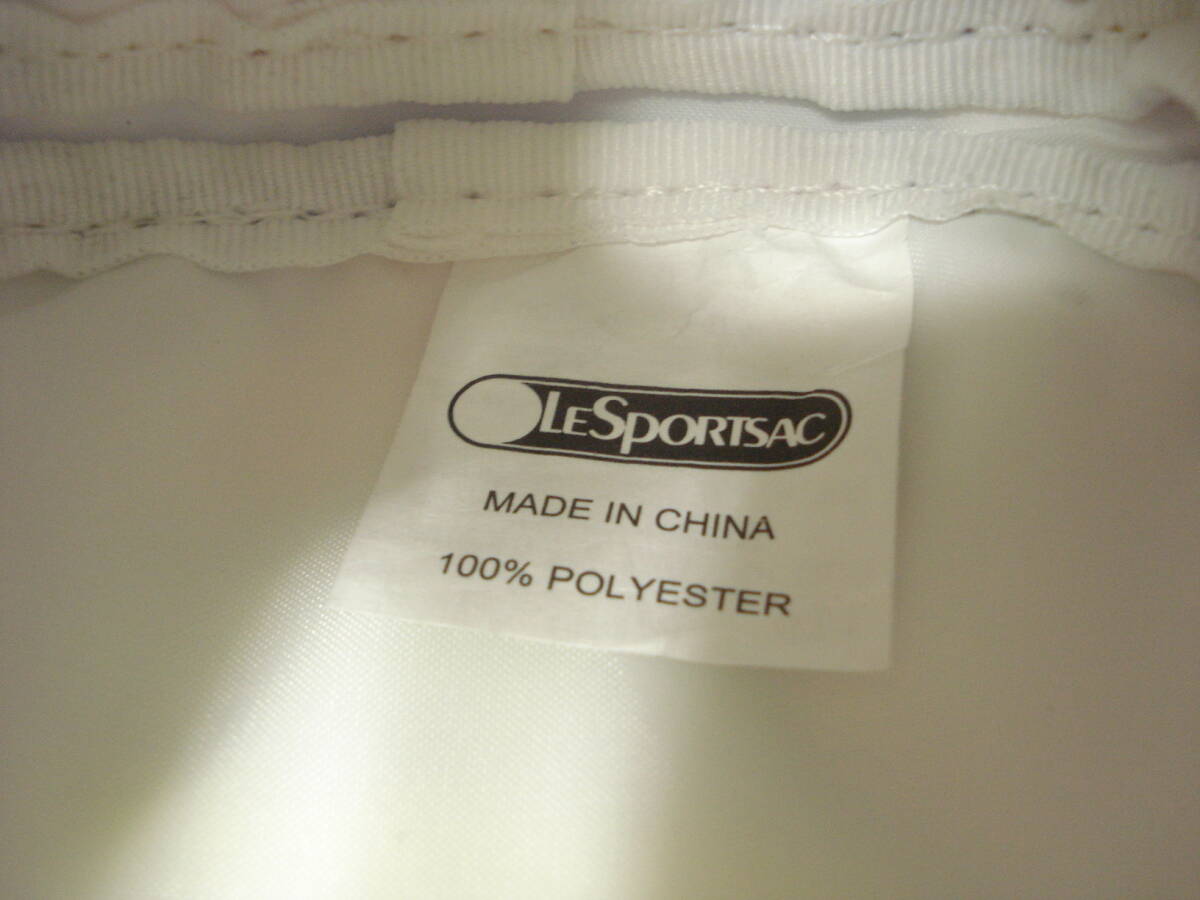 LESPORTSAC
MADE IN CHINA
100% POLYESTER